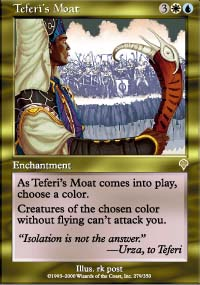 Teferi's Moat
3
Enchantment
As Teferi's Moat comes into play,
choose a color.
Creatures of the chosen color
without flying can't attack you.
"Isolation is not the answer."
—Urza, to Teferi
Illus. rk post
©1993-2000 Wizards of the Coast, Inc. 279/350